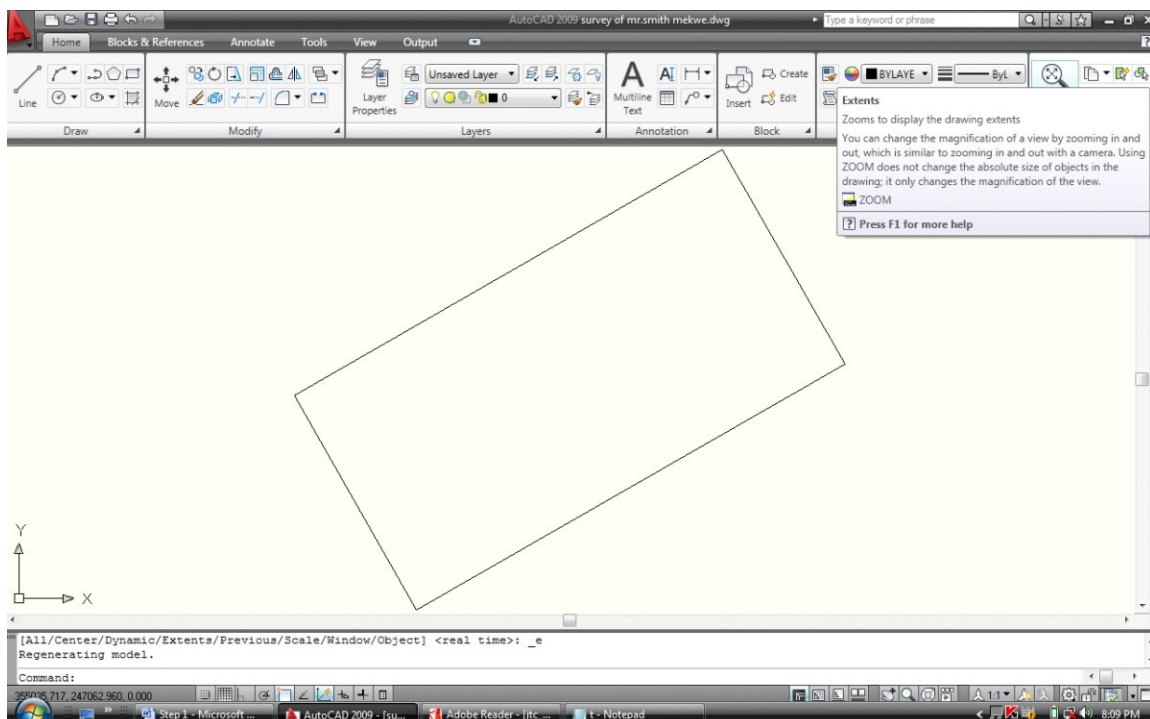 AutoCAD 2009 survey of mr.smith mekwe.dwg
Type a keyword or phrase
Home Blocks & References Annotate Tools View Output
Line
Move
Layer Properties
Unsaved Layer
0
A AI
Multiline Text
Insert
Create
Edit
BYLAYE
ByL
Draw Modify Layers Annotation Block
Extents
Zooms to display the drawing extents
You can change the magnification of a view by zooming in and
out, which is similar to zooming in and out with a camera. Using
ZOOM does not change the absolute size of objects in the
drawing; it only changes the magnification of the view.
ZOOM
Press F1 for more help
Y
X
[All/Center/Dynamic/Extents/Previous/Scale/Window/Object] <real time>: _e
Regenerating model.
Command:
355035.717, 247062.960, 0.000
1:1
Step 1 - Microsoft ...
AutoCAD 2009 - [su...
Adobe Reader - [itc_...
t - Notepad
8:09 PM